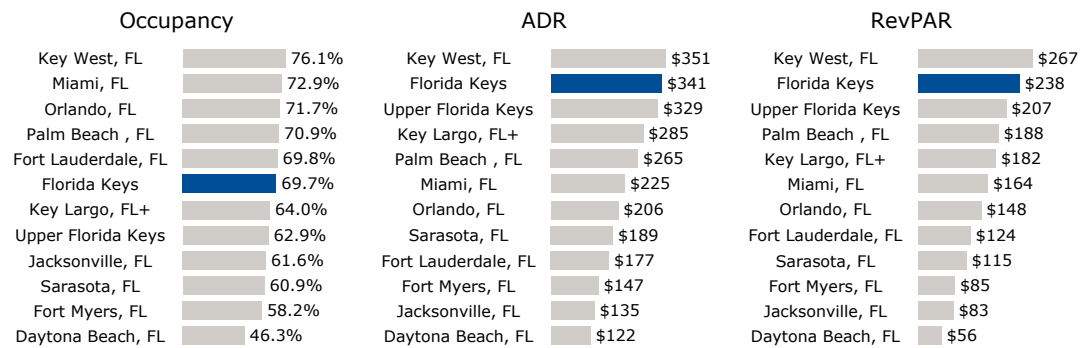 Occupancy
Key West, FL 76.1%
Miami, FL 72.9%
Orlando, FL 71.7%
Palm Beach , FL 70.9%
Fort Lauderdale, FL 69.8%
Florida Keys 69.7%
Key Largo, FL+ 64.0%
Upper Florida Keys 62.9%
Jacksonville, FL 61.6%
Sarasota, FL 60.9%
Fort Myers, FL 58.2%
Daytona Beach, FL 46.3%
ADR
Key West, FL $351
Florida Keys $341
Upper Florida Keys $329
Key Largo, FL+ $285
Palm Beach , FL $265
Miami, FL $225
Orlando, FL $206
Sarasota, FL $189
Fort Lauderdale, FL $177
Fort Myers, FL $147
Jacksonville, FL $135
Daytona Beach, FL $122
RevPAR
Key West, FL $267
Florida Keys $238
Upper Florida Keys $207
Palm Beach , FL $188
Key Largo, FL+ $182
Miami, FL $164
Orlando, FL $148
Fort Lauderdale, FL $124
Sarasota, FL $115
Fort Myers, FL $85
Jacksonville, FL $83
Daytona Beach, FL $56